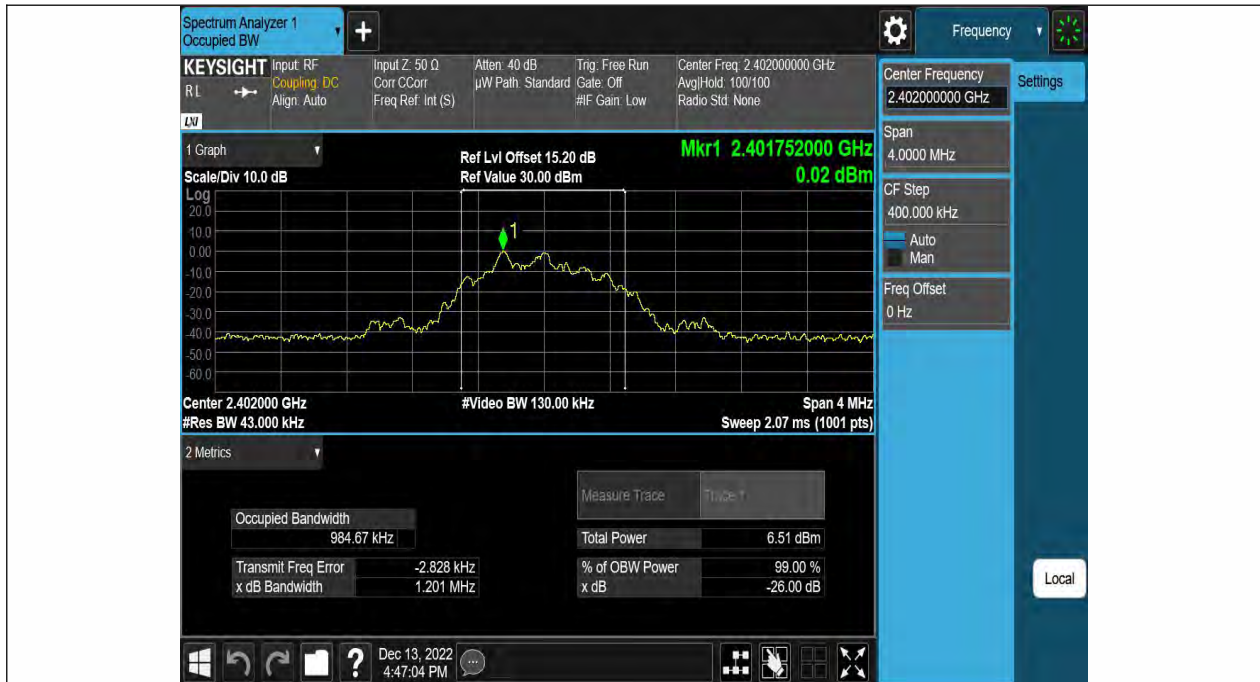 Spectrum Analyzer 1
Occupied BW
+
Frequency
KEYSIGHT
RL
LXI
Input: RF
Coupling: DC
Align: Auto
Input Z: 50 Ω
Corr CCorr
Freq Ref: Int (S)
Atten: 40 dB
µW Path: Standard
Trig: Free Run
Gate: Off
#IF Gain: Low
Center Freq: 2.402000000 GHz
Avg|Hold: 100/100
Radio Std: None
Center Frequency
2.402000000 GHz
Settings
Span
4.0000 MHz
CF Step
400.000 kHz
Auto
Man
Freq Offset
0 Hz
Local
1 Graph
Scale/Div 10.0 dB
Ref Lvl Offset 15.20 dB
Ref Value 30.00 dBm
Mkr1 2.401752000 GHz
0.02 dBm
Log
20.0
10.0
0.00
-10.0
-20.0
-30.0
-40.0
-50.0
-60.0
1
Center 2.402000 GHz
#Video BW 130.00 kHz
Span 4 MHz
#Res BW 43.000 kHz
Sweep 2.07 ms (1001 pts)
2 Metrics
Measure Trace
Trace 1
Occupied Bandwidth
984.67 kHz
Total Power
6.51 dBm
Transmit Freq Error
-2.828 kHz
% of OBW Power
99.00 %
x dB Bandwidth
1.201 MHz
x dB
-26.00 dB
?
Dec 13, 2022
4:47:04 PM